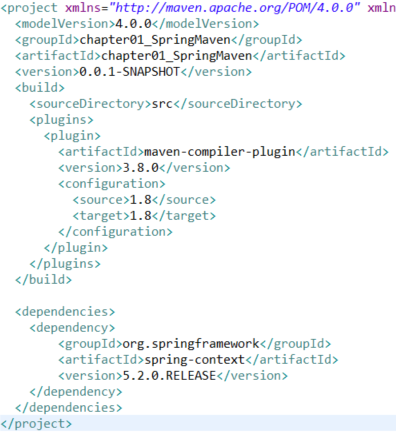 <project xmlns="http://maven.apache.org/POM/4.0.0" xmln
<modelVersion>4.0.0</modelVersion>
<groupId>chapter01_SpringMaven</groupId>
<artifactId>chapter01_SpringMaven</artifactId>
<version>0.0.1-SNAPSHOT</version>
<build>
<sourceDirectory>src</sourceDirectory>
<plugins>
<plugin>
<artifactId>maven-compiler-plugin</artifactId>
<version>3.8.0</version>
<configuration>
<source>1.8</source>
<target>1.8</target>
</configuration>
</plugin>
</plugins>
</build>
<dependencies>
<dependency>
<groupId>org.springframework</groupId>
<artifactId>spring-context</artifactId>
<version>5.2.0.RELEASE</version>
</dependency>
</dependencies>
</project>